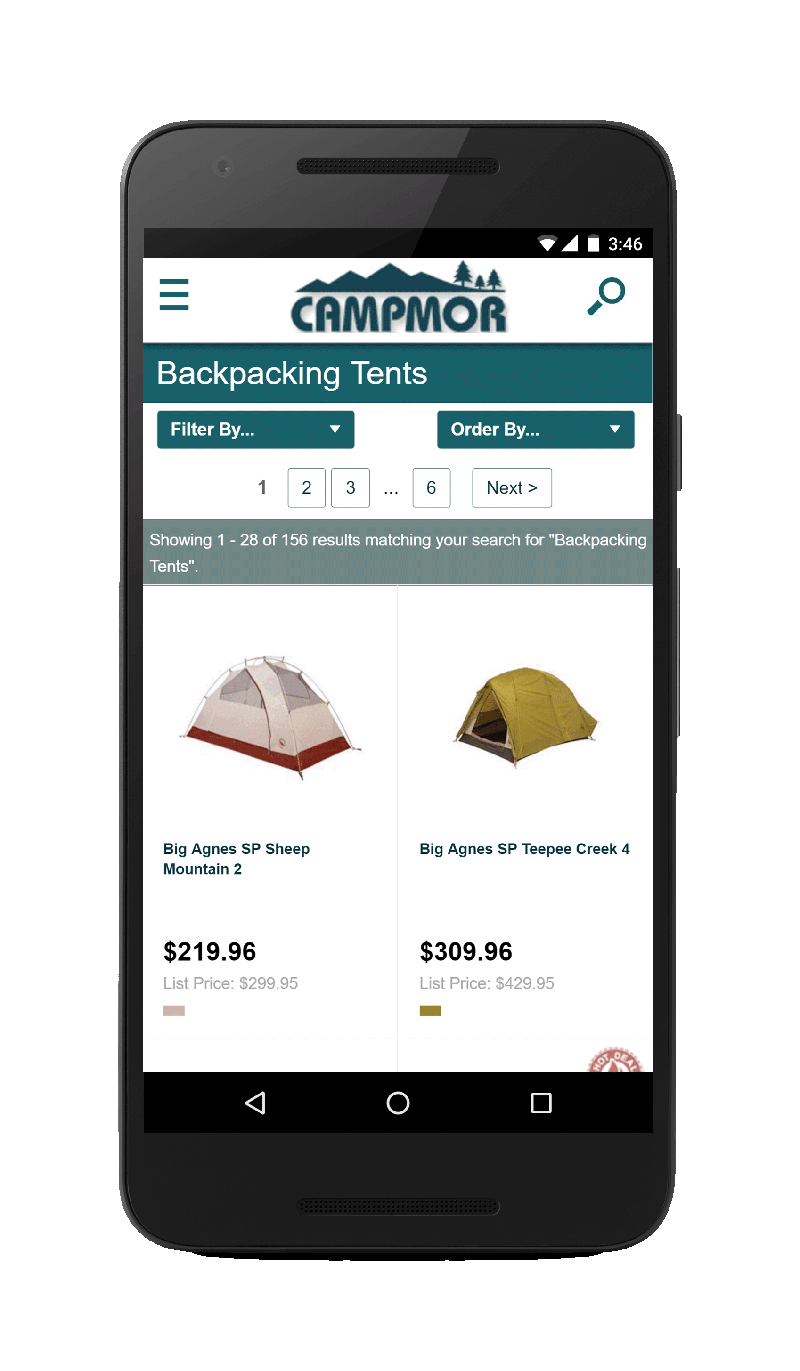 3:46
CAMPMOR
Backpacking Tents
Filter By...
Order By...
1 2 3 ... 6 Next >
Showing 1 - 28 of 156 results matching your search for "Backpacking
Tents".
Big Agnes SP Sheep
Mountain 2
$219.96
List Price: $299.95
Big Agnes SP Teepee Creek 4
$309.96
List Price: $429.95
HOT DEAL